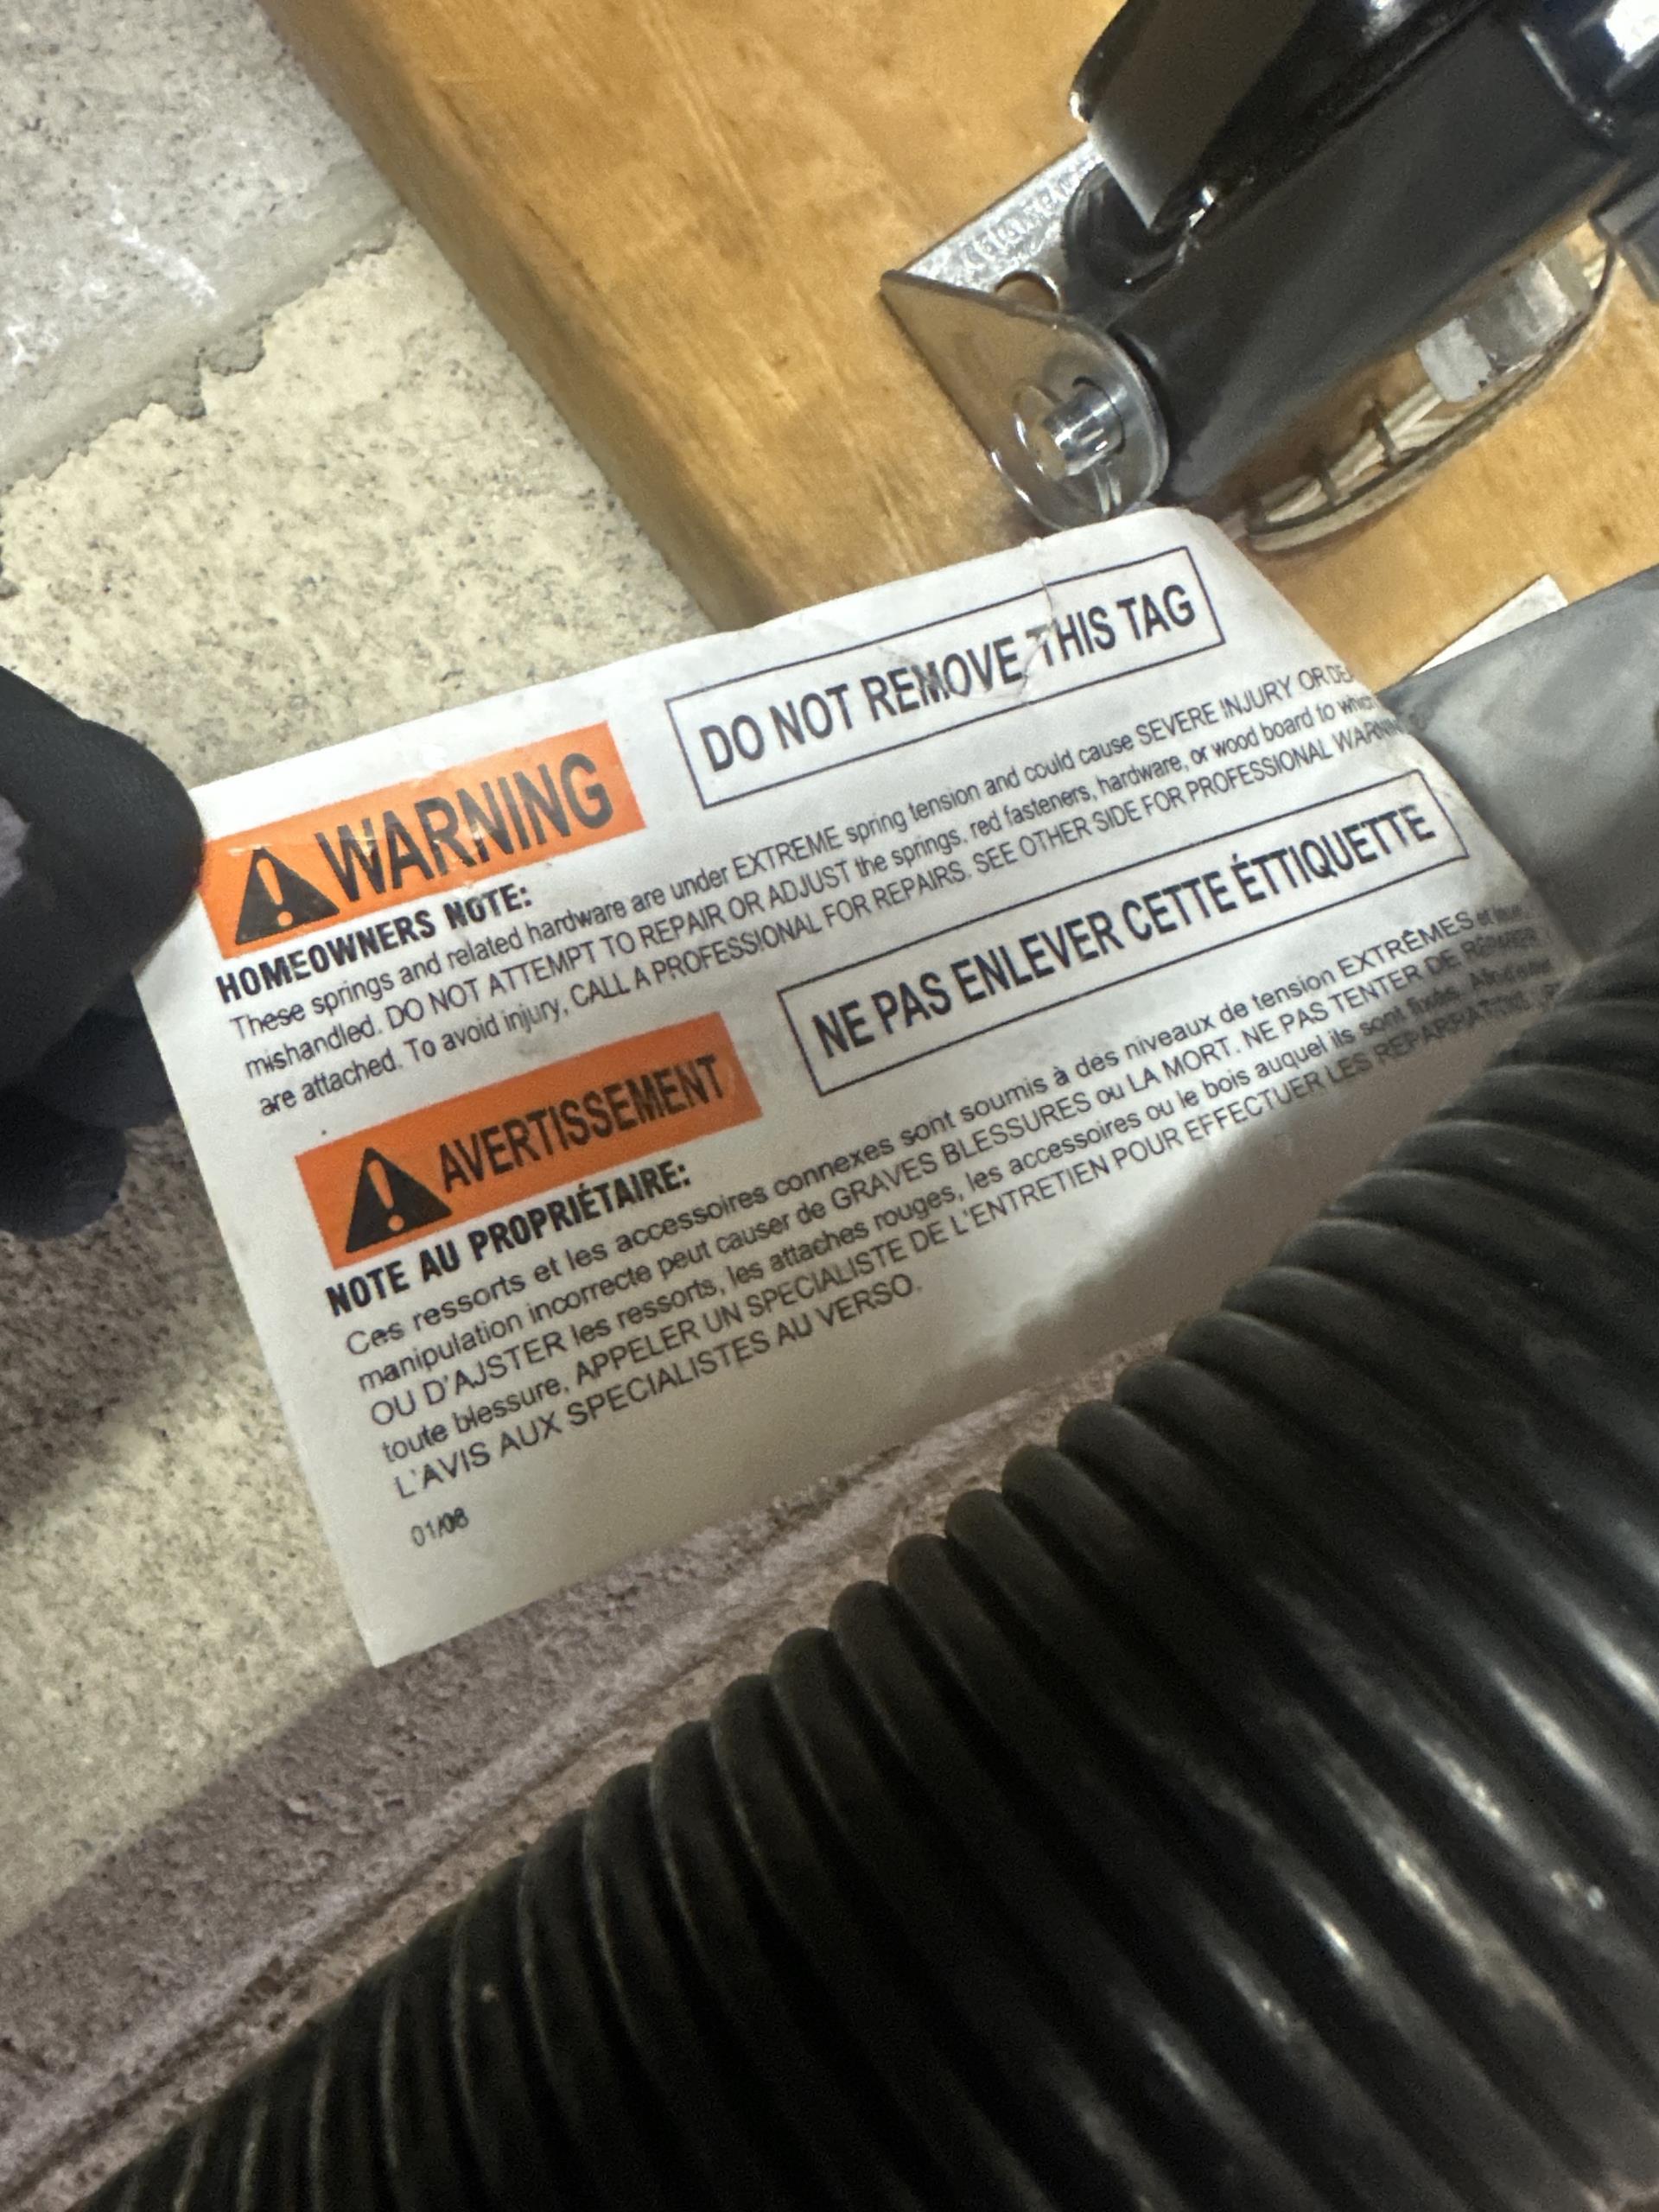 DO NOT REMOVE THIS TAG
WARNING
HOMEOWNERS NOTE:
These springs and related hardware are under EXTREME spring tension and could cause SEVERE INJURY OR
mishandled. DO NOT ATTEMPT TO REPAIR OR ADJUST the springs, red fasteners, hardware, or wood board to which
are attached. To avoid injury, CALL A PROFESSIONAL FOR REPAIRS. SEE OTHER SIDE FOR PROFESSIONAL
NE PAS ENLEVER CETTE ÉTTIQUETTE
AVERTISSEMENT
NOTE AU PROPRIÉTAIRE:
Ces ressorts et les accessoires connexes sont soumis à des niveaux de tension EXTRÊMES et leur
manipulation incorrecte peut causer de GRAVES BLESSURES ou LA MORT. NE PAS TENTER DE RÉPARER
OU D'AJSTER les ressorts, les attaches rouges, les accessoires ou le bois auquel ils sont fixés.
toute blessure, APPELER UN SPECIALISTE DE L'ENTRETIEN POUR EFFECTUER LES
L'AVIS AUX SPECIALISTES AU VERSO.
01/08